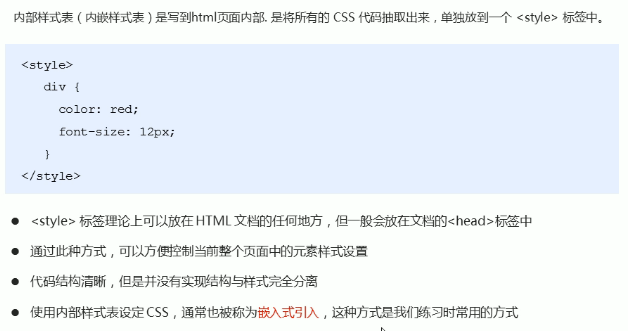 内部样式表（内嵌样式表）是写到html页面内部. 是将所有的 CSS 代码抽取出来，单独放到一个 <style> 标签中。
<style>
div {
color: red;
font-size: 12px;
}
</style>
● <style> 标签理论上可以放在 HTML 文档的任何地方，但一般会放在文档的<head>标签中
● 通过此种方式，可以方便控制当前整个页面中的元素样式设置
● 代码结构清晰，但是并没有实现结构与样式完全分离
● 使用内部样式表设定 CSS，通常也被称为嵌入式引入，这种方式是我们练习时常用的方式